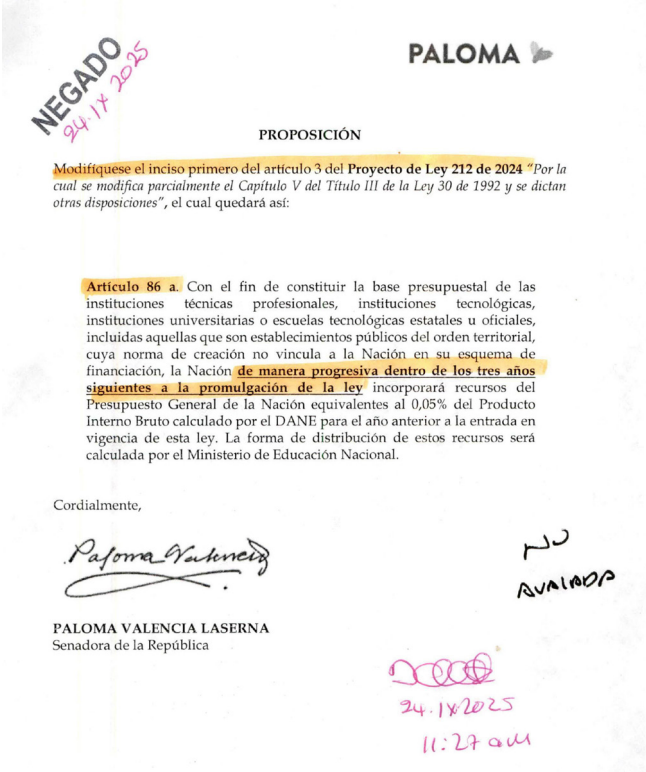 NEGADO
24.IX 2025
PALOMA
PROPOSICIÓN
Modifíquese el inciso primero del artículo 3 del Proyecto de Ley 212 de 2024 "Por la
cual se modifica parcialmente el Capítulo V del Título III de la Ley 30 de 1992 y se dictan
otras disposiciones", el cual quedará así:
Artículo 86 a. Con el fin de constituir la base presupuestal de las
instituciones técnicas profesionales, instituciones tecnológicas,
instituciones universitarias o escuelas tecnológicas estatales u oficiales,
incluidas aquellas que son establecimientos públicos del orden territorial,
cuya norma de creación no vincula a la Nación en su esquema de
financiación, la Nación de manera progresiva dentro de los tres años
siguientes a la promulgación de la ley incorporará recursos del
Presupuesto General de la Nación equivalentes al 0,05% del Producto
Interno Bruto calculado por el DANE para el año anterior a la entrada en
vigencia de esta ley. La forma de distribución de estos recursos será
calculada por el Ministerio de Educación Nacional.
Cordialmente,
Paloma Valencia
NO
AVALADA
PALOMA VALENCIA LASERNA
Senadora de la República
24.IX.2025
11:27 am